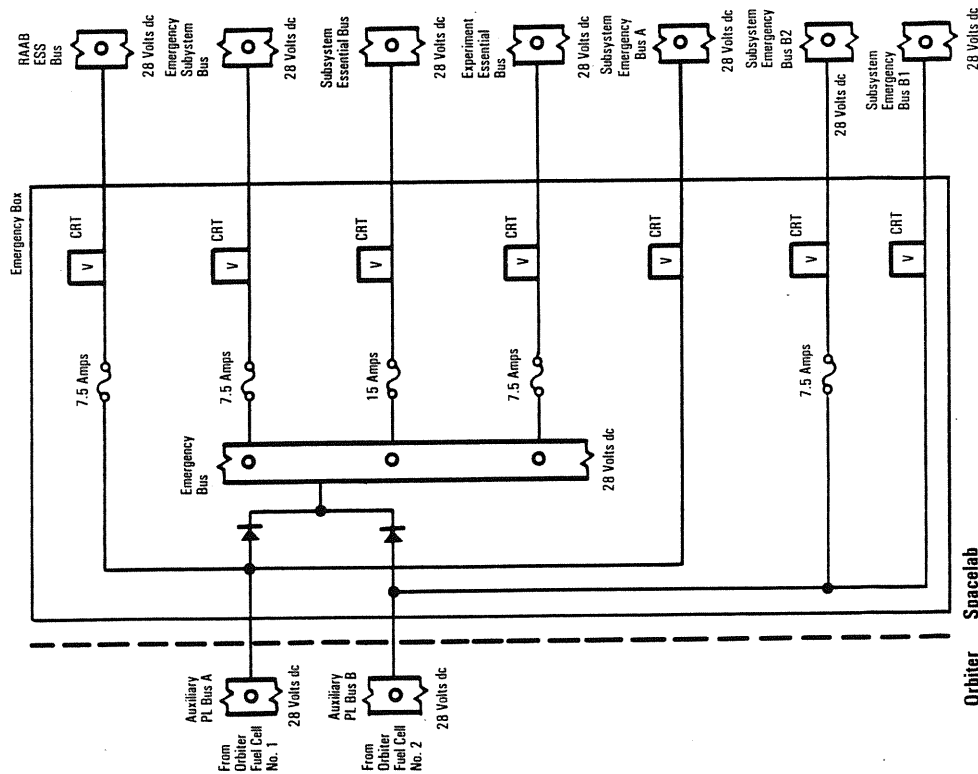 RAAB
ESS
Bus
28 Volts dc
Emergency
Subsystem
Bus
28 Volts dc
Subsystem
Essential Bus
28 Volts dc
Experiment
Essential
Bus
28 Volts dc
Subsystem
Emergency
Bus A
28 Volts dc
Subsystem
Emergency
Bus B2
28 Volts dc
Subsystem
Emergency
Bus B1
28 Volts dc
Emergency Box
CRT
V
CRT
V
CRT
V
CRT
V
CRT
V
CRT
V
CRT
V
7.5 Amps
7.5 Amps
15 Amps
7.5 Amps
7.5 Amps
Emergency
Bus
28 Volts dc
Spacelab
Orbiter
Auxiliary
PL Bus A
28 Volts dc
From
Orbiter
Fuel Cell
No. 1
Auxiliary
PL Bus B
28 Volts dc
From
Orbiter
Fuel Cell
No. 2